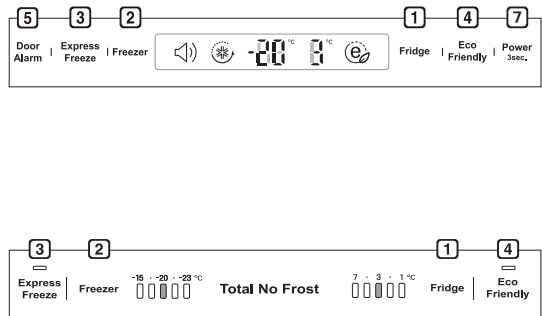 5 3 2 1 4 7
Door Alarm | Express Freeze | Freezer -20 °C 3 °C e Fridge | Eco Friendly | Power 3sec.
3 2 1 4
-15 · -20 · -23 °C 7 · 3 · 1 °C
Express Freeze | Freezer Total No Frost Fridge | Eco Friendly